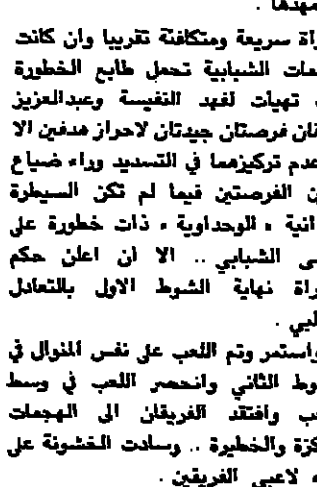 مهدها .
راة سريعة ومتكافئة تقريبا وان كانت
مات الشبابية تحمل طابع الخطورة
تهيأت لفهد النفيسة وعبدالعزيز
فان فرصتان جيدتان لاحراز هدفين الا
عدم تركيزهما في التسديد وراء ضياع
ن الفرصتين فيما لم تكن السيطرة
انية « الوحداوية » ذات خطورة على
ى الشبابي .. الا ان اعلن حكم
راة نهاية الشوط الاول بالتعادل
لبي .
واستمر وتم اللعب على نفس المنوال في
وط الثاني وانحصر اللعب في وسط
عب وافتقد الفريقان الى الهجمات
كزة والخطيرة .. وسادت الخشونة على
ء لاعبي الفريقين .